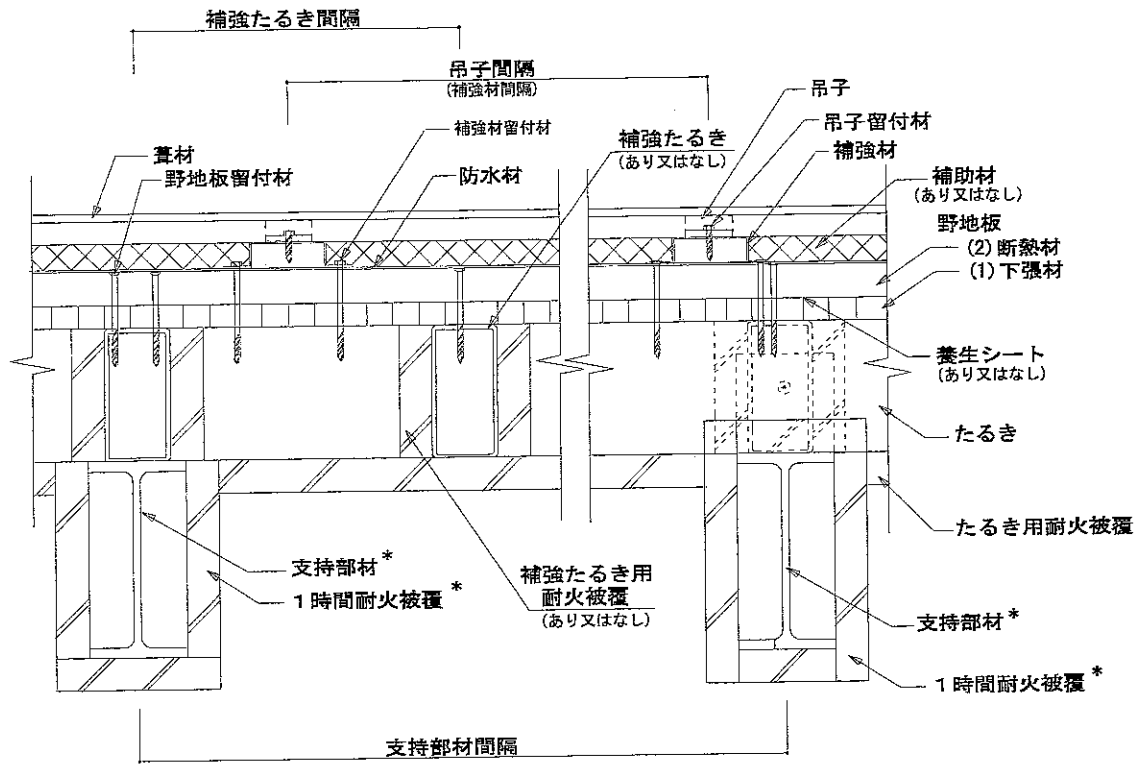 補強たるき間隔
吊子間隔
(補強材間隔)
吊子
補強材留付材
吊子留付材
補強たるき
(あり又はなし)
補強材
葺材
野地板留付材
防水材
補助材
(あり又はなし)
野地板
(2)断熱材
(1)下張材
養生シート
(あり又はなし)
たるき
たるき用耐火被覆
支持部材*
1時間耐火被覆*
補強たるき用
耐火被覆
(あり又はなし)
支持部材*
1時間耐火被覆*
支持部材間隔